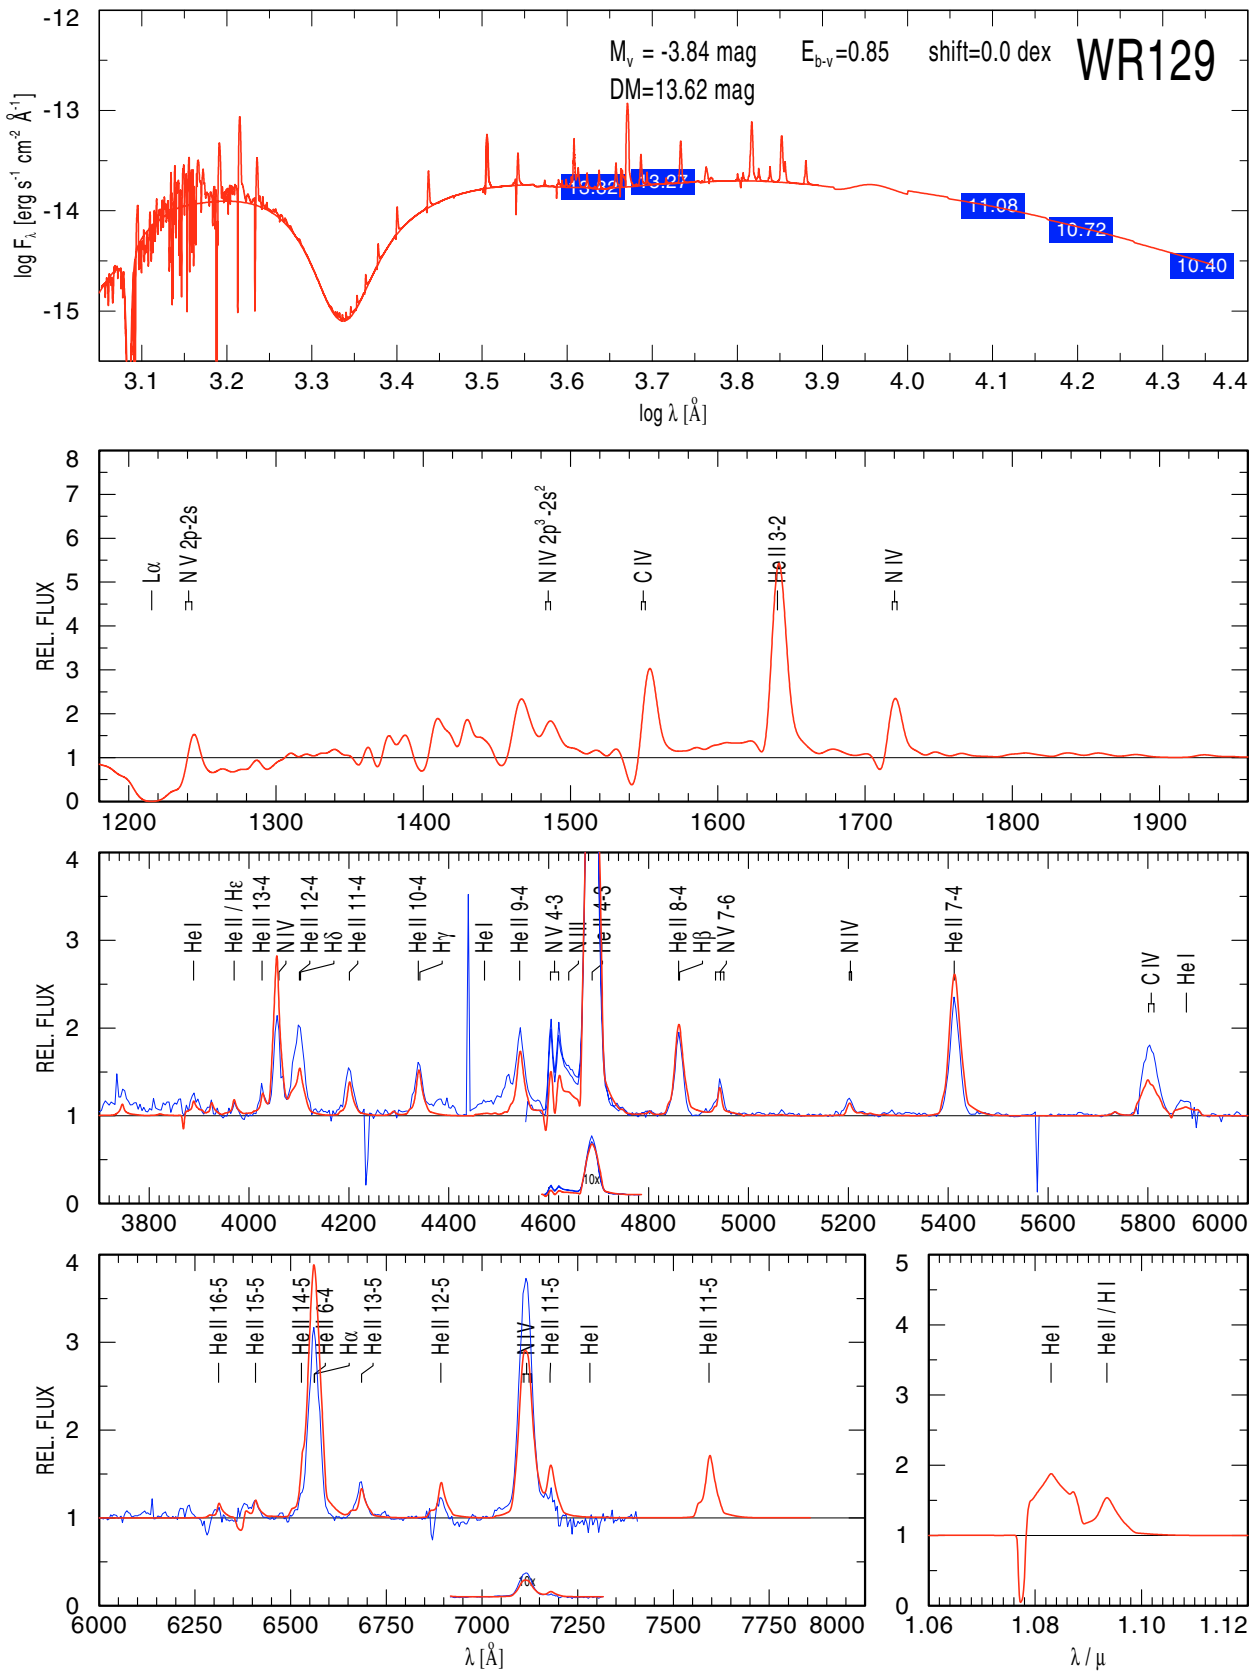 M_v = -3.84 mag E_b-v=0.85 shift=0.0 dex WR129
DM=13.62 mag
log F_λ [erg s^-1 cm^-2 Å^-1]
-12
-13
-14
-15
13.82 13.27 11.08 10.72 10.40
3.1 3.2 3.3 3.4 3.5 3.6 3.7 3.8 3.9 4.0 4.1 4.2 4.3 4.4
log λ [Å]
REL. FLUX
8
7
6
5
4
3
2
1
0
Lα
N V 2p-2s
N IV 2p^3-2s^2
C IV
He II 3-2
N IV
1200 1300 1400 1500 1600 1700 1800 1900
REL. FLUX
4
3
2
1
0
He I
He II / Hε
He II 13-4
N IV
He II 12-4
Hδ
He II 11-4
He II 10-4
Hγ
He I
He II 9-4
N V 4-3
N III
He II 4-3
He II 8-4
Hβ
N V 7-6
N IV
He II 7-4
C IV
He I
10x
3800 4000 4200 4400 4600 4800 5000 5200 5400 5600 5800 6000
REL. FLUX
4
3
2
1
0
He II 16-5
He II 15-5
He II 14-5
He II 6-4
Hα
He II 13-5
He II 12-5
N IV
He II 11-5
He I
He II 11-5
10x
6000 6250 6500 6750 7000 7250 7500 7750 8000
λ [Å]
5
4
3
2
1
0
He I
He II / H I
1.06 1.08 1.10 1.12
λ / μ